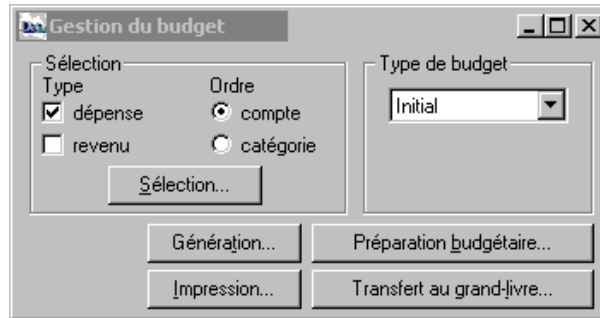 Gestion du budget
Sélection
Type
Ordre
dépense
compte
revenu
catégorie
Sélection...
Type de budget
Initial
Génération...
Préparation budgétaire...
Impression...
Transfert au grand-livre...